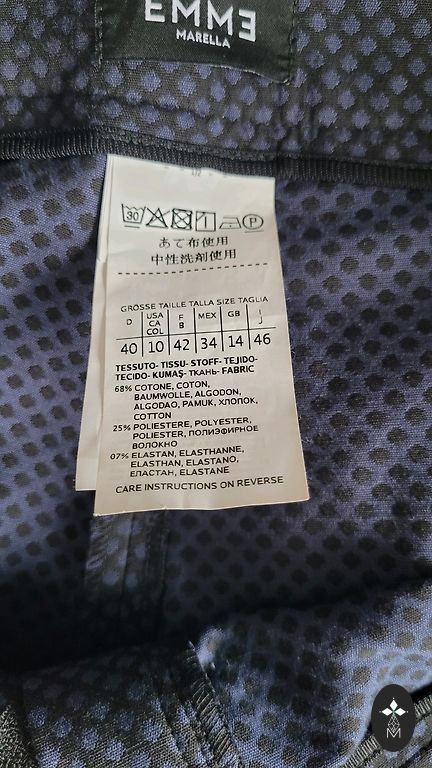 EMMƎ
MARELLA
30 P
あて布使用
中性洗剤使用
GRÖSSE TAILLE TALLA SIZE TAGLIA
D USA CA COL F B MEX GB I J
40 10 42 34 14 46
TESSUTO- TISSU- STOFF- TEJIDO-
TECIDO- KUMAŞ- ТКАНЬ- FABRIC
68% COTONE, COTON,
BAUMWOLLE, ALGODON,
ALGODAO, PAMUK, ХЛОПОК,
COTTON
25% POLIESTERE, POLYESTER,
POLIESTER, ПОЛИЭФИРНОЕ
ВОЛОКНО
07% ELASTAN, ELASTHANNE,
ELASTHAN, ELASTANO,
ЕЛАСТАН, ELASTANE
CARE INSTRUCTIONS ON REVERSE
M